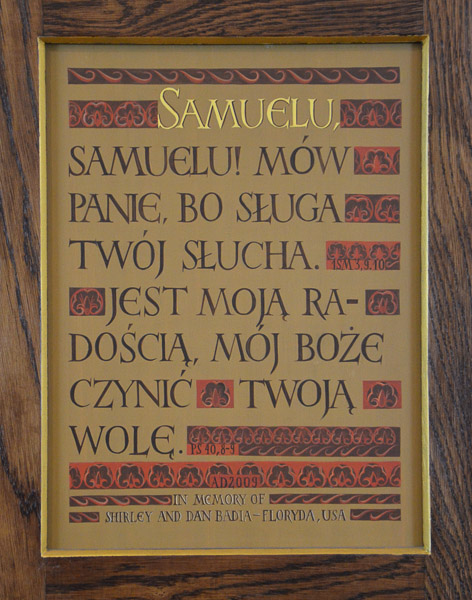 SAMUELU,
SAMUELU! MÓW
PANIE, BO SŁUGA
TWÓJ SŁUCHA. 1SM 3,9.10
JEST MOJĄ RA-
DOŚCIĄ, MÓJ BOŻE
CZYNIĆ TWOJĄ
WOLĘ. PS 40,8-9
AD2009
IN MEMORY OF
SHIRLEY AND DAN BADIA-FLORYDA, USA